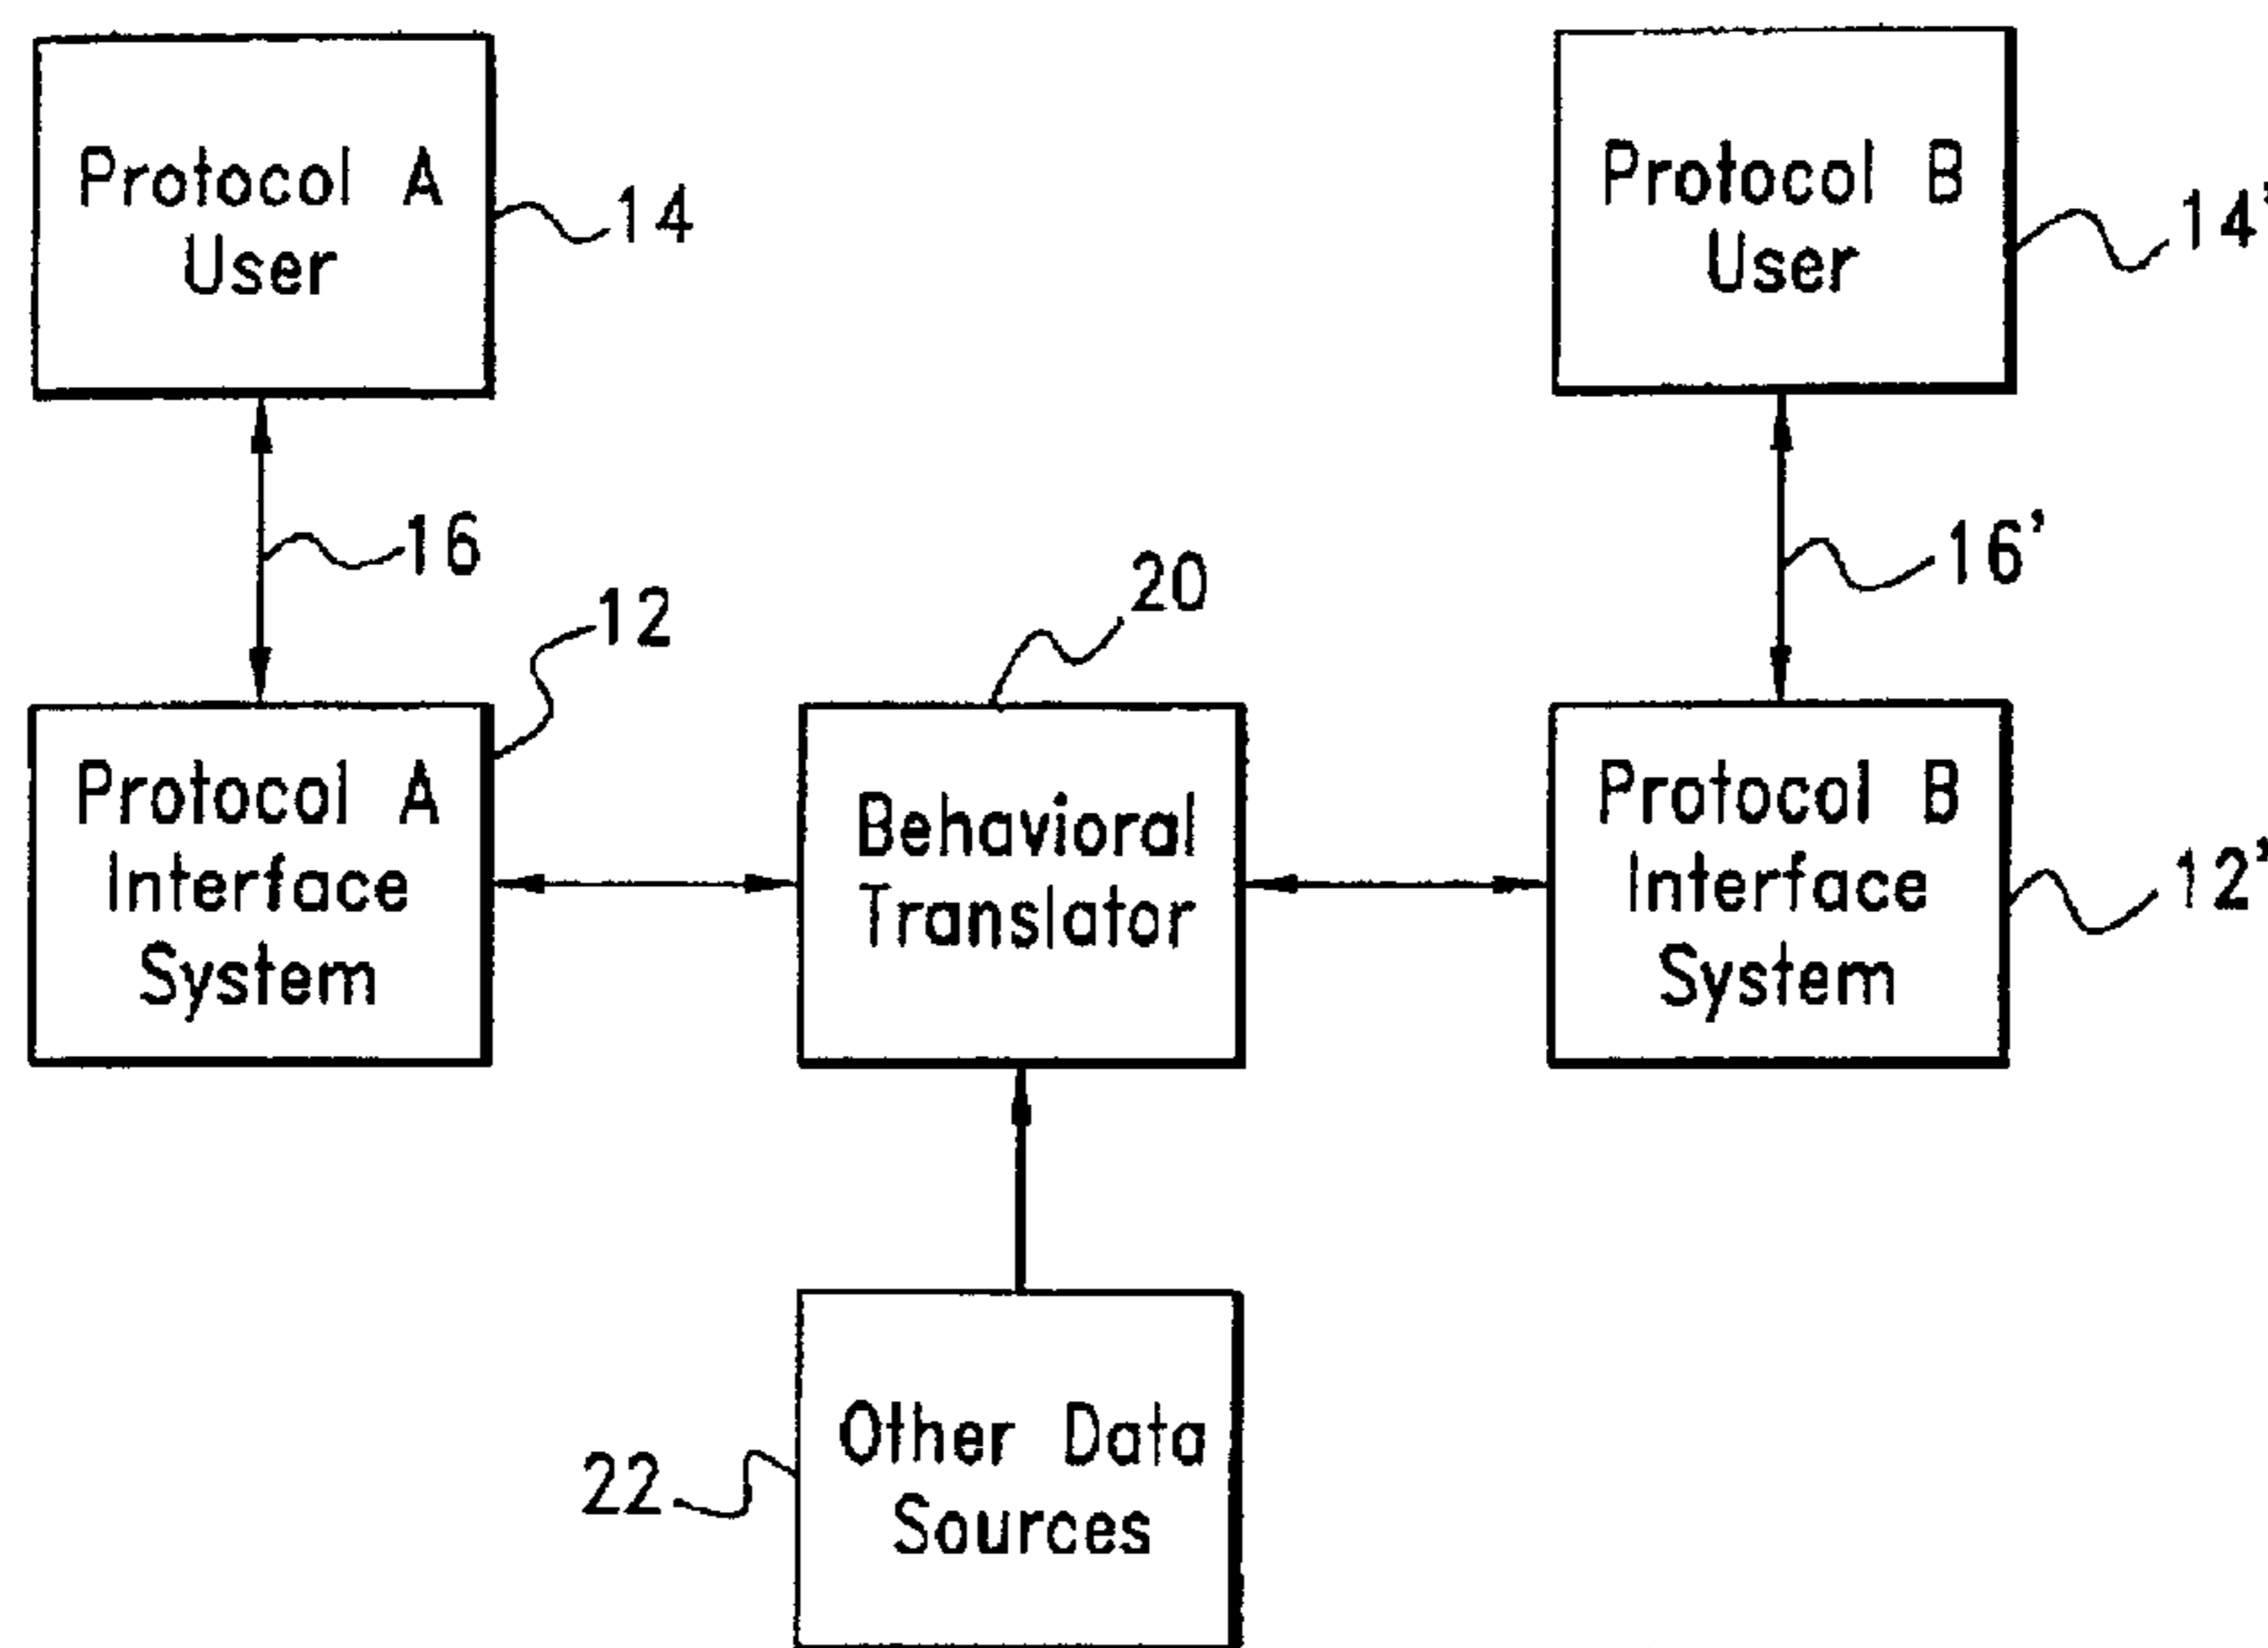 Protocol A
User
14
Protocol B
User
14'
16
16'
12
20
Protocol A
Interface
System
Behavioral
Translator
Protocol B
Interface
System
12'
Other Data
Sources
22